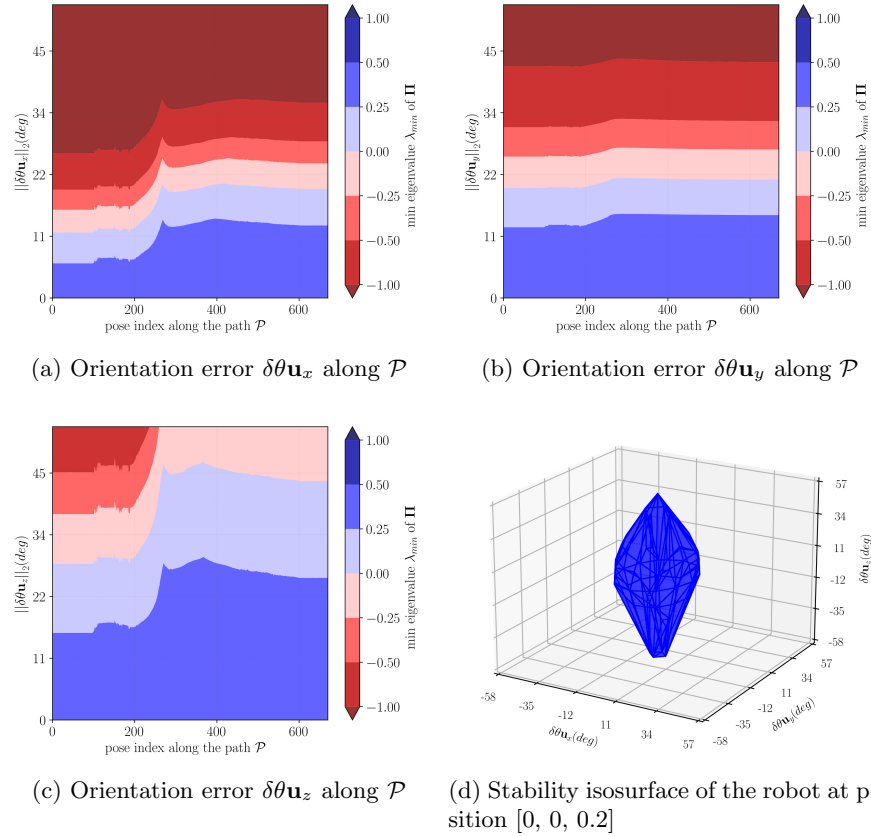 1.00
0.50
0.25
0.00
−0.25
−0.50
−1.00
min eigenvalue λmin of Π
45
34
22
11
0
||δθu_x||_2(deg)
0 200 400 600
pose index along the path 𝒫
(a) Orientation error δθu_x along 𝒫
1.00
0.50
0.25
0.00
−0.25
−0.50
−1.00
min eigenvalue λmin of Π
45
34
22
11
0
||δθu_y||_2(deg)
0 200 400 600
pose index along the path 𝒫
(b) Orientation error δθu_y along 𝒫
1.00
0.50
0.25
0.00
−0.25
−0.50
−1.00
min eigenvalue λmin of Π
45
34
22
11
0
||δθu_z||_2(deg)
0 200 400 600
pose index along the path 𝒫
(c) Orientation error δθu_z along 𝒫
57
34
11
-12
-35
-58
δθu_z(deg)
-58
-35
-12
11
34
57
δθu_x(deg)
57
34
11
-12
-35
-58
δθu_y(deg)
(d) Stability isosurface of the robot at p
sition [0, 0, 0.2]